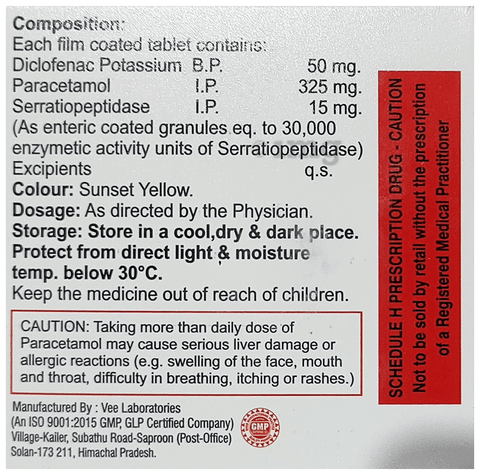 Composition:
Each film coated tablet contains:
Diclofenac Potassium B.P. 50 mg.
Paracetamol I.P. 325 mg.
Serratiopeptidase I.P. 15 mg.
(As enteric coated granules eq. to 30,000
enzymetic activity units of Serratiopeptidase)
Excipients q.s.
Colour: Sunset Yellow.
Dosage: As directed by the Physician.
Storage: Store in a cool,dry & dark place.
Protect from direct light & moisture
temp. below 30°C.
Keep the medicine out of reach of children.
CAUTION: Taking more than daily dose of
Paracetamol may cause serious liver damage or
allergic reactions (e.g. swelling of the face, mouth
and throat, difficulty in breathing, itching or rashes.)
Manufactured By : Vee Laboratories
(An ISO 9001:2015 GMP, GLP Certified Company)
Village-Kailer, Subathu Road-Saproon (Post-Office)
Solan-173 211, Himachal Pradesh.
GMP
SCHEDULE H PRESCRIPTION DRUG - CAUTION
Not to be sold by retail without the prescription
of a Registered Medical Practitioner